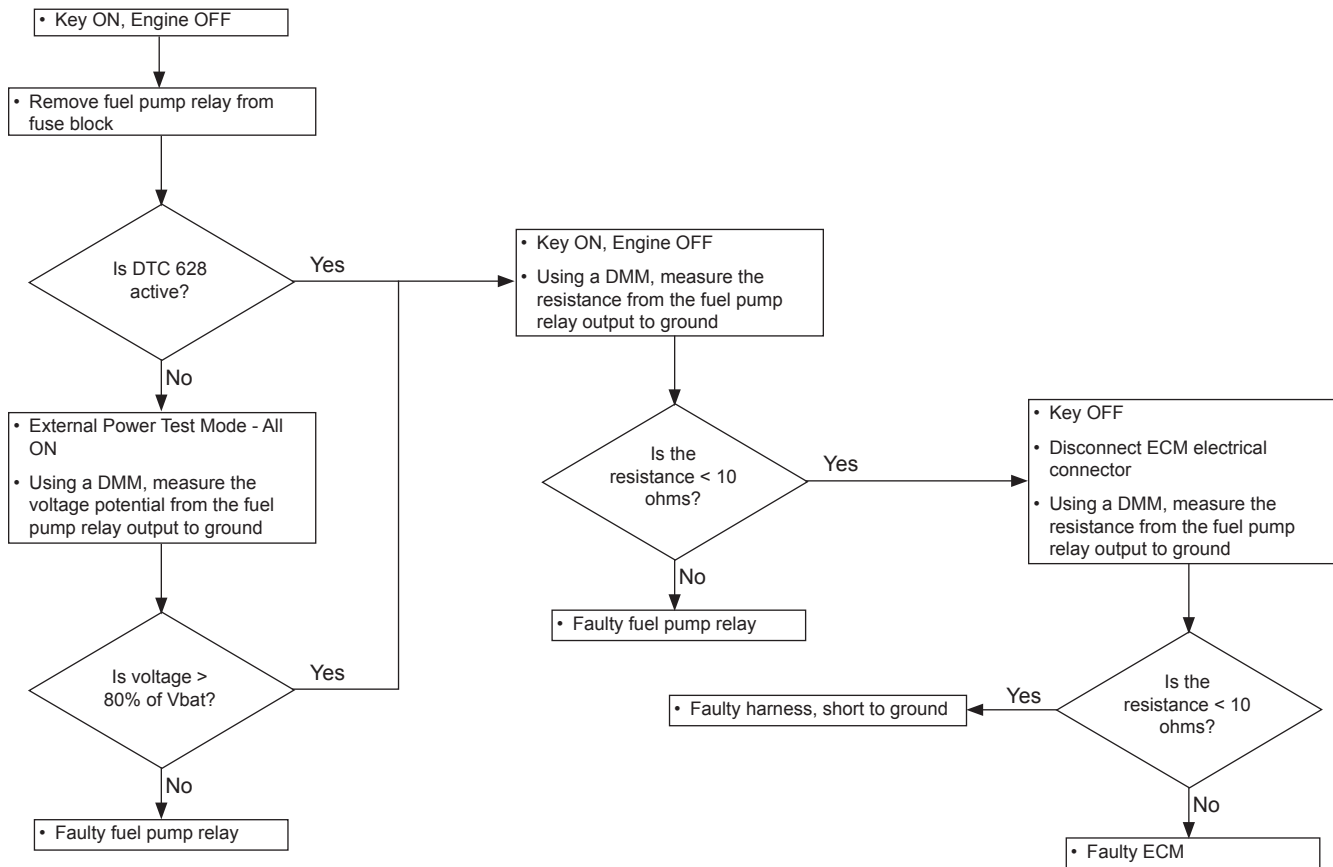 • Key ON, Engine OFF
• Remove fuel pump relay from
fuse block
Is DTC 628
active?
Yes
No
• External Power Test Mode - All
ON
• Using a DMM, measure the
voltage potential from the fuel
pump relay output to ground
Is voltage >
80% of Vbat?
Yes
No
• Faulty fuel pump relay
• Key ON, Engine OFF
• Using a DMM, measure the
resistance from the fuel pump
relay output to ground
Is the
resistance < 10
ohms?
Yes
No
• Faulty fuel pump relay
• Key OFF
• Disconnect ECM electrical
connector
• Using a DMM, measure the
resistance from the fuel pump
relay output to ground
Is the
resistance < 10
ohms?
Yes
• Faulty harness, short to ground
No
• Faulty ECM